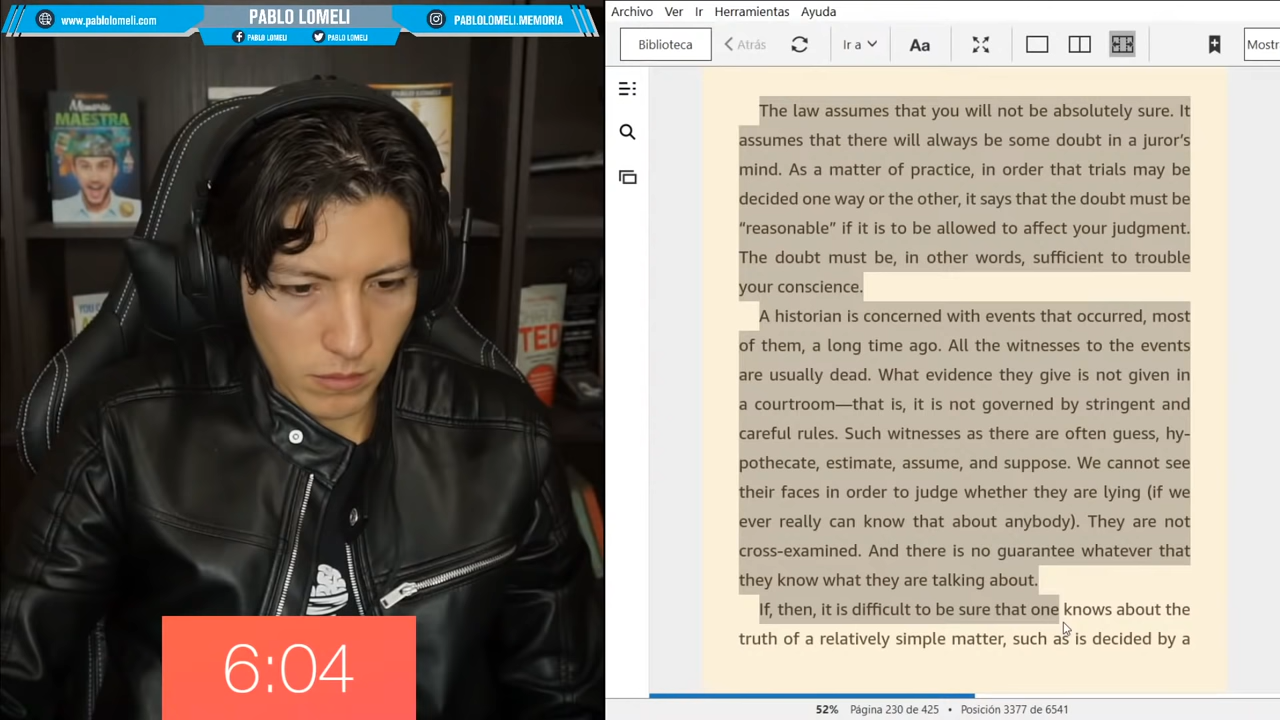 www.pablolomeli.com
PABLO LOMELI
PABLOLOMELI.MEMORIA
PABLO LOMELI
PABLO LOMELI
Memoria
MAESTRA
YOU CAN
TED
6:04
Archivo Ver Ir Herramientas Ayuda
Biblioteca Atrás Ir a Aa Mostr
The law assumes that you will not be absolutely sure. It
assumes that there will always be some doubt in a juror’s
mind. As a matter of practice, in order that trials may be
decided one way or the other, it says that the doubt must be
“reasonable” if it is to be allowed to affect your judgment.
The doubt must be, in other words, sufficient to trouble
your conscience.
A historian is concerned with events that occurred, most
of them, a long time ago. All the witnesses to the events
are usually dead. What evidence they give is not given in
a courtroom—that is, it is not governed by stringent and
careful rules. Such witnesses as there are often guess, hy-
pothecate, estimate, assume, and suppose. We cannot see
their faces in order to judge whether they are lying (if we
ever really can know that about anybody). They are not
cross-examined. And there is no guarantee whatever that
they know what they are talking about.
If, then, it is difficult to be sure that one knows about the
truth of a relatively simple matter, such as is decided by a
52% Página 230 de 425 • Posición 3377 de 6541